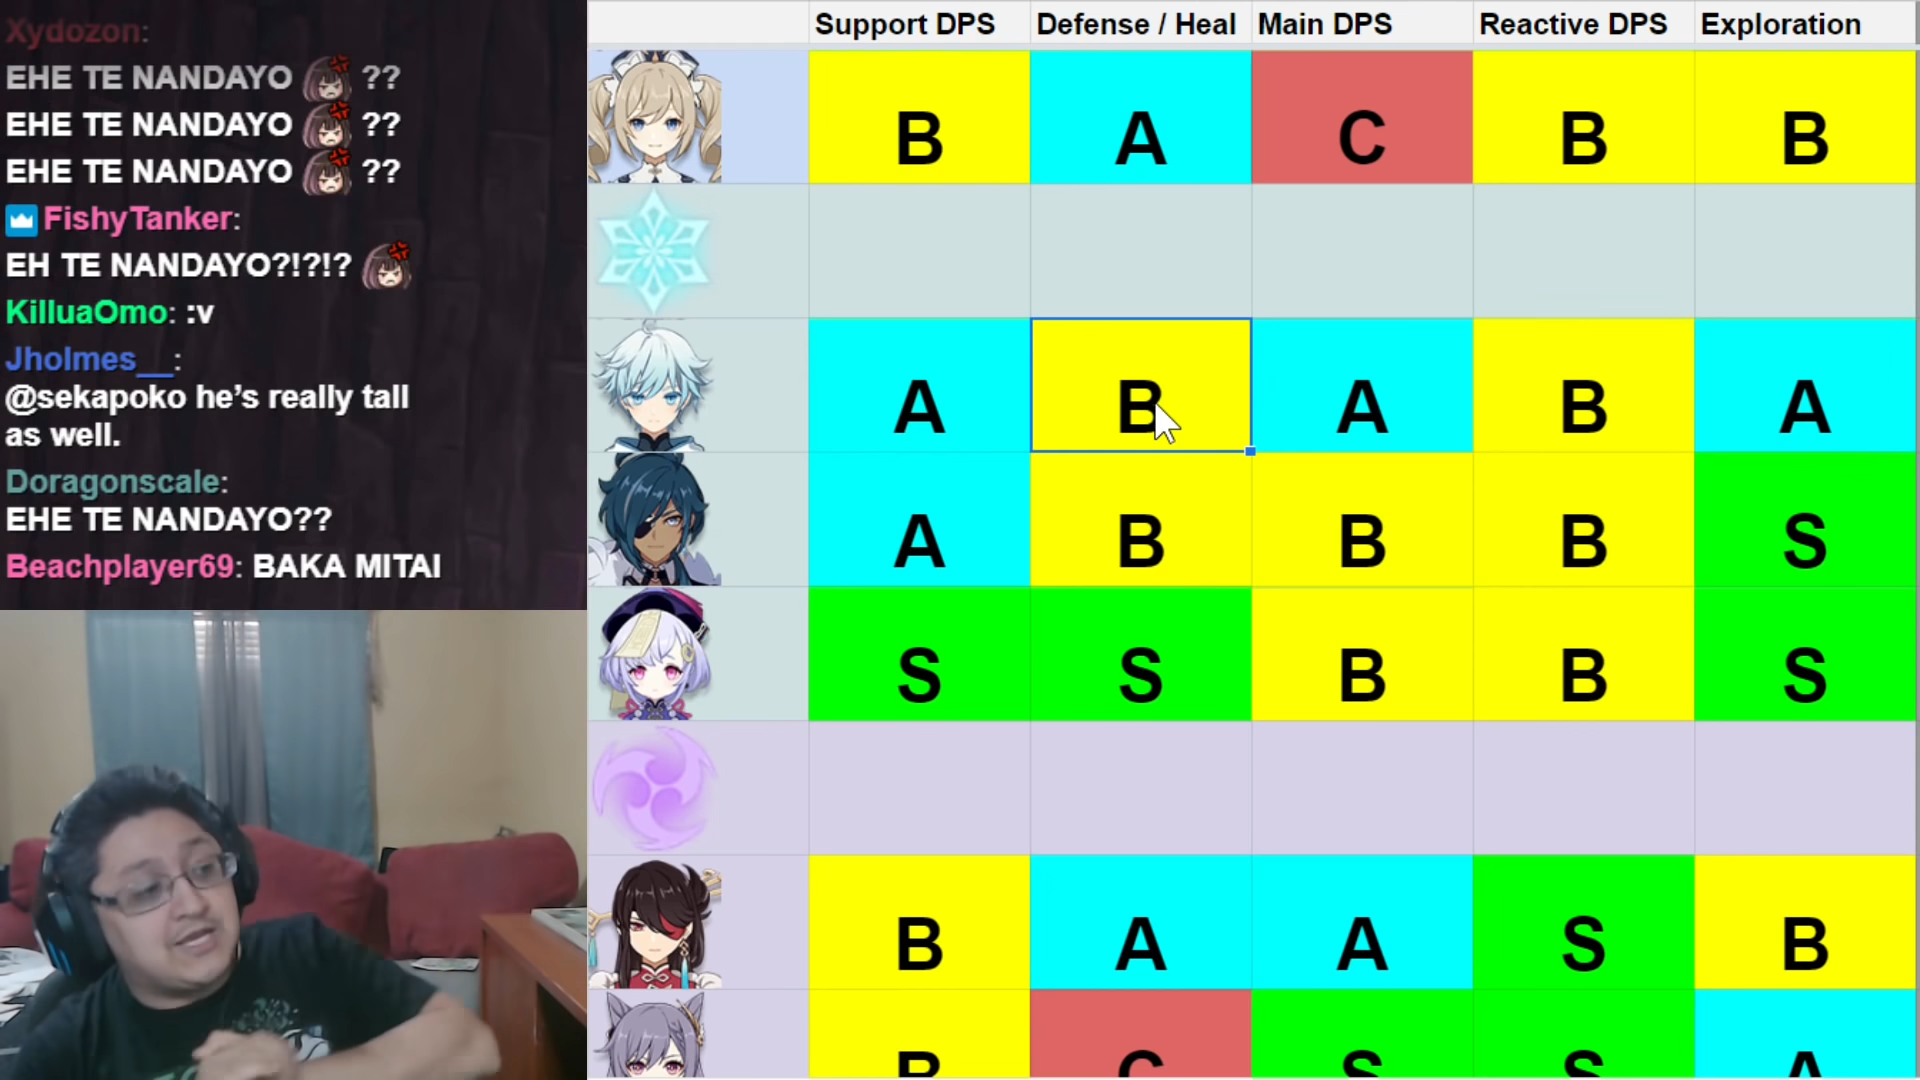 Xydozon:
EHE TE NANDAYO ??
EHE TE NANDAYO ??
EHE TE NANDAYO ??
FishyTanker:
EH TE NANDAYO?!?!?
KilluaOmo: :v
Jholmes__:
@sekapoko he's really tall
as well.
Doragonscale:
EHE TE NANDAYO??
Beachplayer69: BAKA MITAI
Support DPS Defense / Heal Main DPS Reactive DPS Exploration
B A C B B
A B A B A
A B B B S
S S B B S
B A A S B
B C S S A